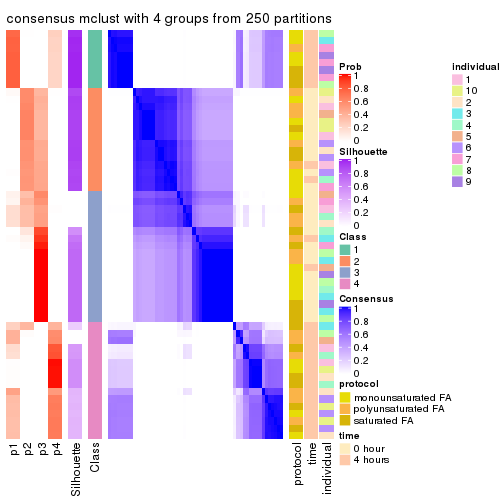 consensus mclust with 4 groups from 250 partitions
Prob
1
0.8
0.6
0.4
0.2
0
Silhouette
1
0.8
0.6
0.4
0.2
0
Class
1
2
3
4
Consensus
1
0.8
0.6
0.4
0.2
0
protocol
monounsaturated FA
polyunsaturated FA
saturated FA
time
0 hour
4 hours
individual
1
10
2
3
4
5
6
7
8
9
p1
p2
p3
p4
Silhouette
Class
protocol
time
individual